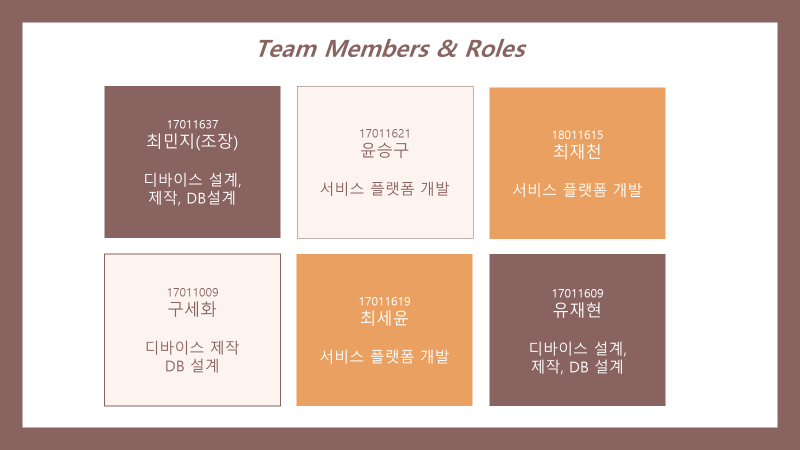 Team Members & Roles
17011637
최민지(조장)
디바이스 설계,
제작, DB설계
17011621
윤승구
서비스 플랫폼 개발
18011615
최재천
서비스 플랫폼 개발
17011009
구세화
디바이스 제작
DB 설계
17011619
최세윤
서비스 플랫폼 개발
17011609
유재현
디바이스 설계,
제작, DB 설계